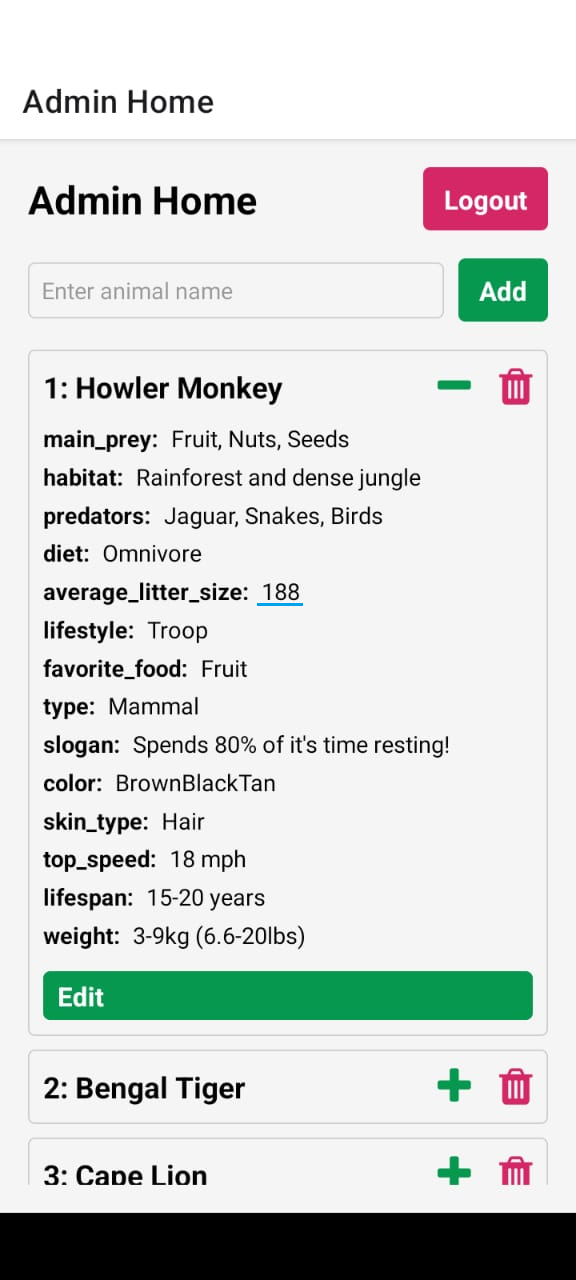 Admin Home
Admin Home
Logout
Enter animal name
Add
1: Howler Monkey
main_prey: Fruit, Nuts, Seeds
habitat: Rainforest and dense jungle
predators: Jaguar, Snakes, Birds
diet: Omnivore
average_litter_size: 188
lifestyle: Troop
favorite_food: Fruit
type: Mammal
slogan: Spends 80% of it's time resting!
color: BrownBlackTan
skin_type: Hair
top_speed: 18 mph
lifespan: 15-20 years
weight: 3-9kg (6.6-20lbs)
Edit
2: Bengal Tiger
3: Cape Lion